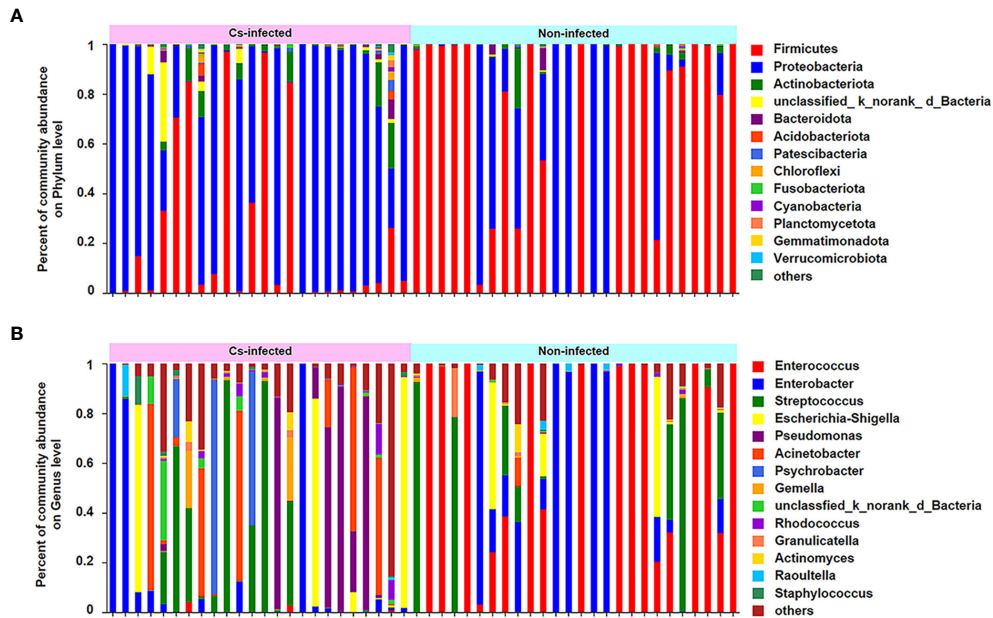 A
Cs-infected
Non-infected
Percent of community abundance
on Phylum level
1
0.8
0.6
0.4
0.2
0
Firmicutes
Proteobacteria
Actinobacteriota
unclassified_ k_norank_ d_Bacteria
Bacteroidota
Acidobacteriota
Patescibacteria
Chloroflexi
Fusobacteriota
Cyanobacteria
Planctomycetota
Gemmatimonadota
Verrucomicrobiota
others
B
Cs-infected
Non-infected
Percent of community abundance
on Genus level
1
0.8
0.6
0.4
0.2
0
Enterococcus
Enterobacter
Streptococcus
Escherichia-Shigella
Pseudomonas
Acinetobacter
Psychrobacter
Gemella
unclassfied_k_norank_d_Bacteria
Rhodococcus
Granulicatella
Actinomyces
Raoultella
Staphylococcus
others